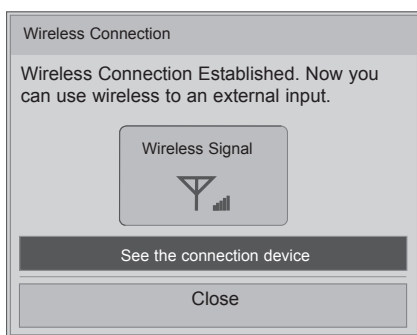 Wireless Connection
Wireless Connection Established. Now you
can use wireless to an external input.
Wireless Signal
See the connection device
Close